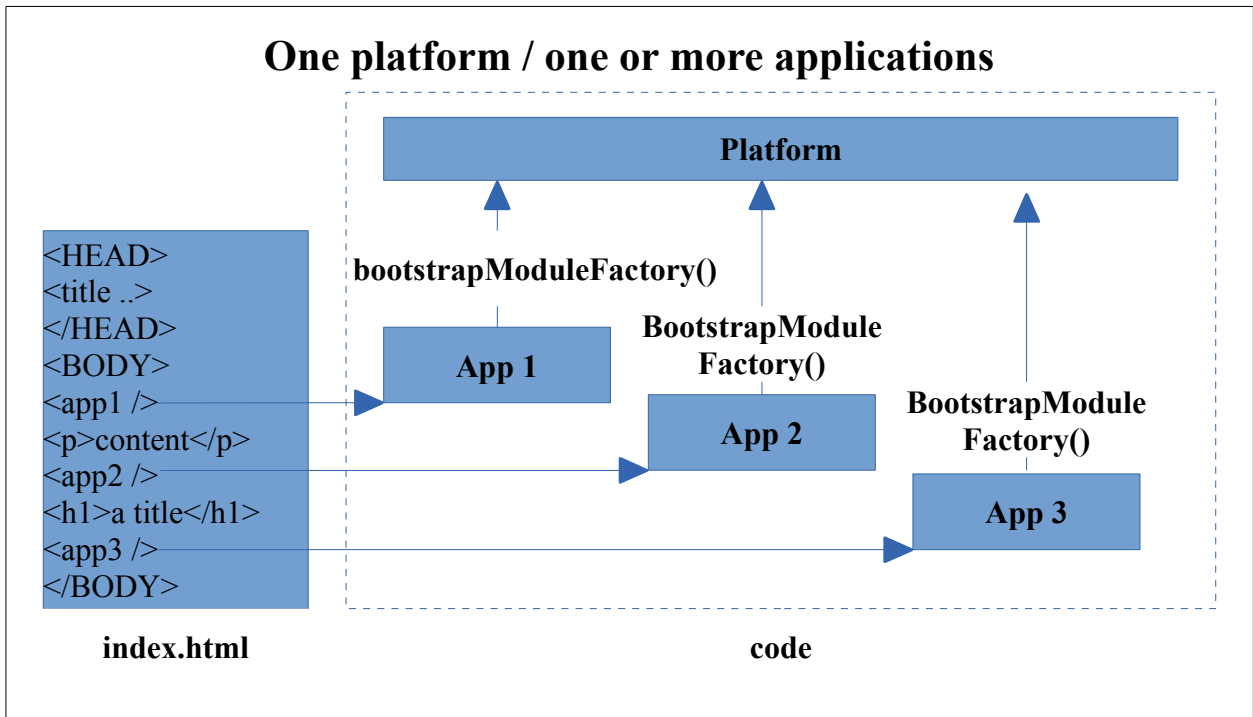 One platform / one or more applications
Platform
<HEAD>
<title ..>
</HEAD>
<BODY>
<app1 />
<p>content</p>
<app2 />
<h1>a title</h1>
<app3 />
</BODY>
bootstrapModuleFactory()
App 1
BootstrapModule
Factory()
App 2
BootstrapModule
Factory()
App 3
index.html
code